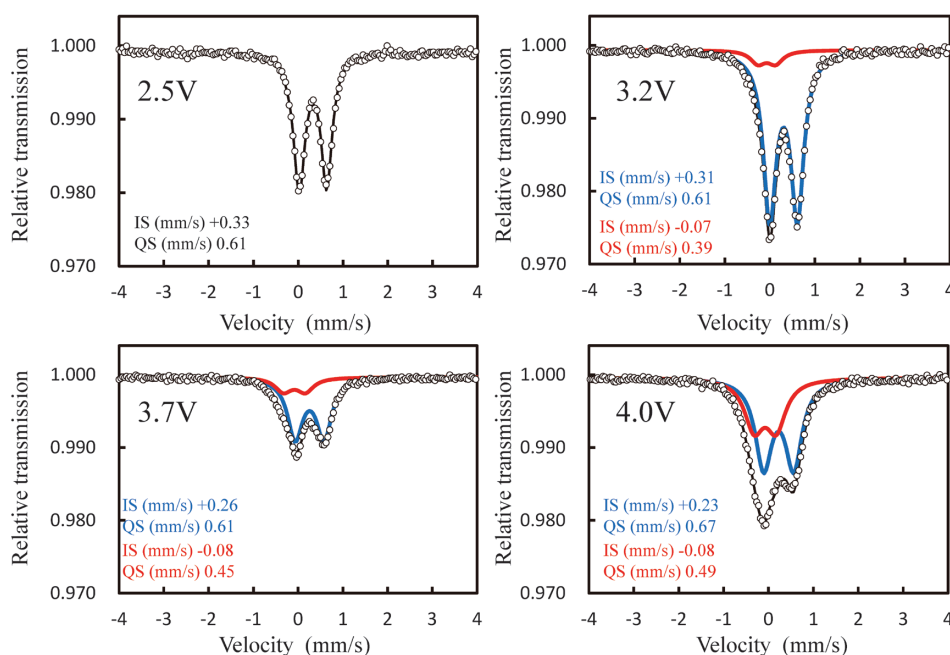 Relative transmission
1.000
0.990
0.980
0.970
2.5V
IS (mm/s) +0.33
QS (mm/s) 0.61
-4 -3 -2 -1 0 1 2 3 4
Velocity (mm/s)
Relative transmission
1.000
0.990
0.980
0.970
3.2V
IS (mm/s) +0.31
QS (mm/s) 0.61
IS (mm/s) -0.07
QS (mm/s) 0.39
-4 -3 -2 -1 0 1 2 3 4
Velocity (mm/s)
Relative transmission
1.000
0.990
0.980
0.970
3.7V
IS (mm/s) +0.26
QS (mm/s) 0.61
IS (mm/s) -0.08
QS (mm/s) 0.45
-4 -3 -2 -1 0 1 2 3 4
Velocity (mm/s)
Relative transmission
1.000
0.990
0.980
0.970
4.0V
IS (mm/s) +0.23
QS (mm/s) 0.67
IS (mm/s) -0.08
QS (mm/s) 0.49
-4 -3 -2 -1 0 1 2 3 4
Velocity (mm/s)